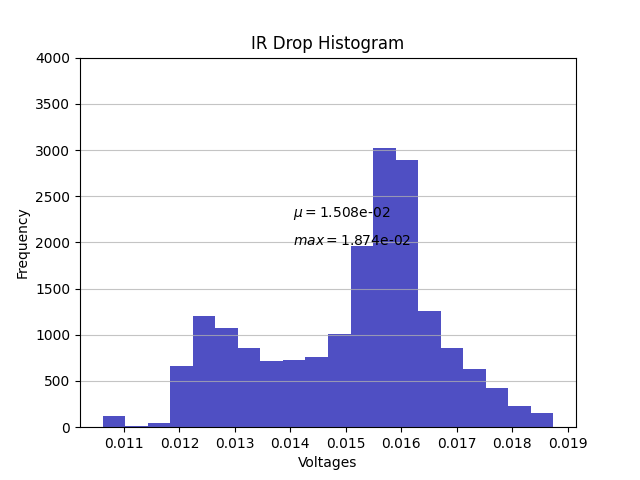 IR Drop Histogram
4000
3500
3000
2500
2000
1500
1000
500
0
Frequency
μ = 1.508e-02
max = 1.874e-02
0.011 0.012 0.013 0.014 0.015 0.016 0.017 0.018 0.019
Voltages